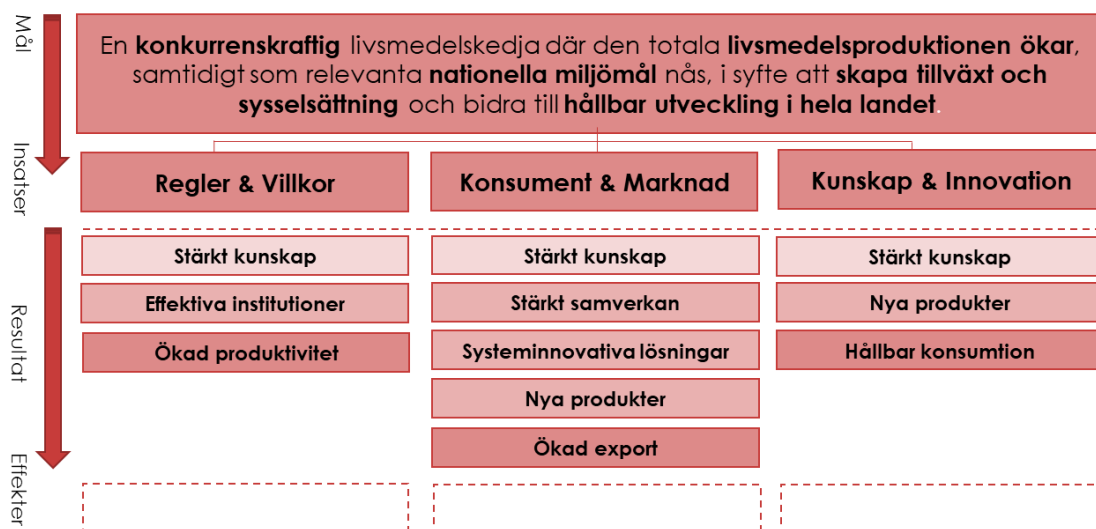 Mål
En konkurrenskraftig livsmedelskedja där den totala livsmedelsproduktionen ökar,
samtidigt som relevanta nationella miljömål nås, i syfte att skapa tillväxt och
sysselsättning och bidra till hållbar utveckling i hela landet.
Insatser
Regler & Villkor
Konsument & Marknad
Kunskap & Innovation
Resultat
Stärkt kunskap
Effektiva institutioner
Ökad produktivitet
Stärkt kunskap
Stärkt samverkan
Systeminnovativa lösningar
Nya produkter
Ökad export
Stärkt kunskap
Nya produkter
Hållbar konsumtion
Effekter